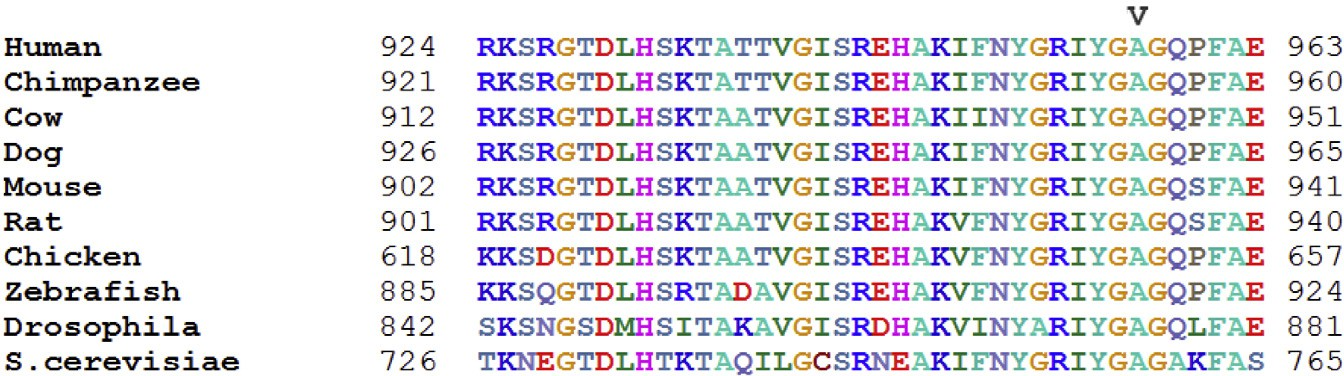 V
Human 924 RKSRGTDLHSKTATTVGISREHAKIFNYGRIYGAGQPFAE 963
Chimpanzee 921 RKSRGTDLHSKTATTVGISREHAKIFNYGRIYGAGQPFAE 960
Cow 912 RKSRGTDLHSKTAATVGISREHAKIINYGRIYGAGQPFAE 951
Dog 926 RKSRGTDLHSKTAATVGISREHAKIFNYGRIYGAGQPFAE 965
Mouse 902 RKSRGTDLHSKTAATVGISREHAKIFNYGRIYGAGQSFAE 941
Rat 901 RKSRGTDLHSKTAATVGISREHAKVFNYGRIYGAGQSFAE 940
Chicken 618 KKSDGTDLHSKTAATVGISREHAKVFNYGRIYGAGQPFAE 657
Zebrafish 885 KKSQGTDLHSRTADAVGISREHAKVFNYGRIYGAGQPFAE 924
Drosophila 842 SKSNGSDMHSITAKAVGISRDHAKVINYARIYGAGQLFAE 881
S.cerevisiae 726 TKNEGTDLHTKTAQILGCSRNEAKIFNYGRIYGAGAKFAS 765